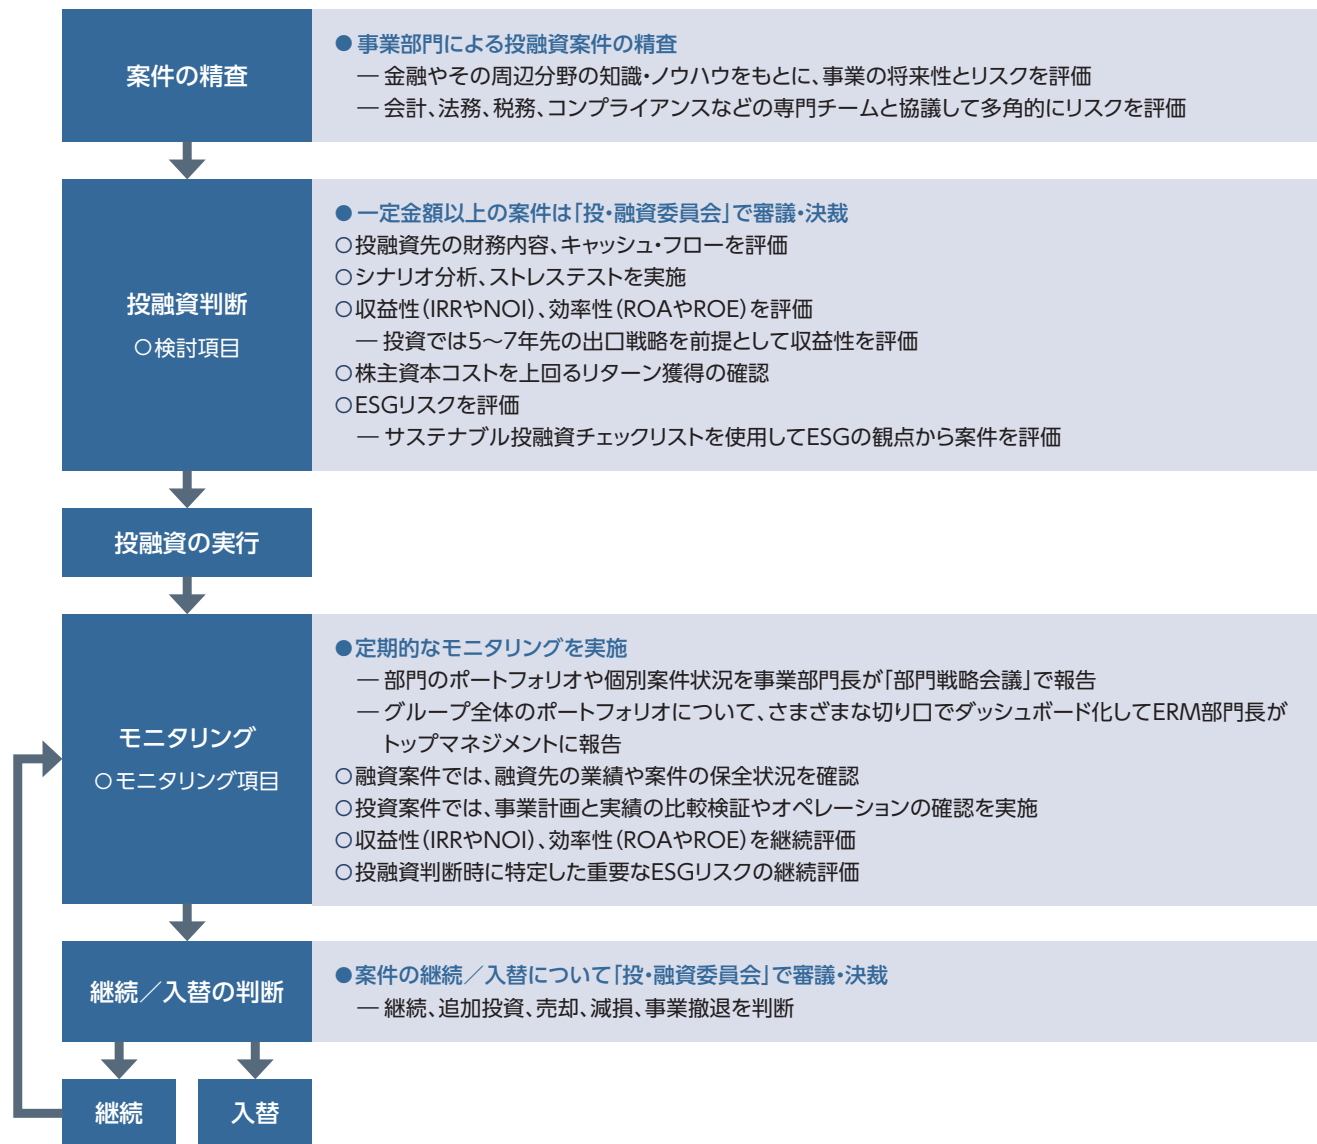 案件の精査
●事業部門による投融資案件の精査
― 金融やその周辺分野の知識・ノウハウをもとに、事業の将来性とリスクを評価
― 会計、法務、税務、コンプライアンスなどの専門チームと協議して多角的にリスクを評価
投融資判断
○検討項目
●一定金額以上の案件は「投・融資委員会」で審議・決裁
○投融資先の財務内容、キャッシュ・フローを評価
○シナリオ分析、ストレステストを実施
○収益性（IRRやNOI）、効率性（ROAやROE）を評価
― 投資では5～7年先の出口戦略を前提として収益性を評価
○株主資本コストを上回るリターン獲得の確認
○ESGリスクを評価
― サステナブル投融資チェックリストを使用してESGの観点から案件を評価
投融資の実行
モニタリング
○モニタリング項目
●定期的なモニタリングを実施
― 部門のポートフォリオや個別案件状況を事業部門長が「部門戦略会議」で報告
― グループ全体のポートフォリオについて、さまざまな切り口でダッシュボード化してERM部門長が
トップマネジメントに報告
○融資案件では、融資先の業績や案件の保全状況を確認
○投資案件では、事業計画と実績の比較検証やオペレーションの確認を実施
○収益性（IRRやNOI）、効率性（ROAやROE）を継続評価
○投融資判断時に特定した重要なESGリスクの継続評価
継続／入替の判断
●案件の継続／入替について「投・融資委員会」で審議・決裁
― 継続、追加投資、売却、減損、事業撤退を判断
継続
入替